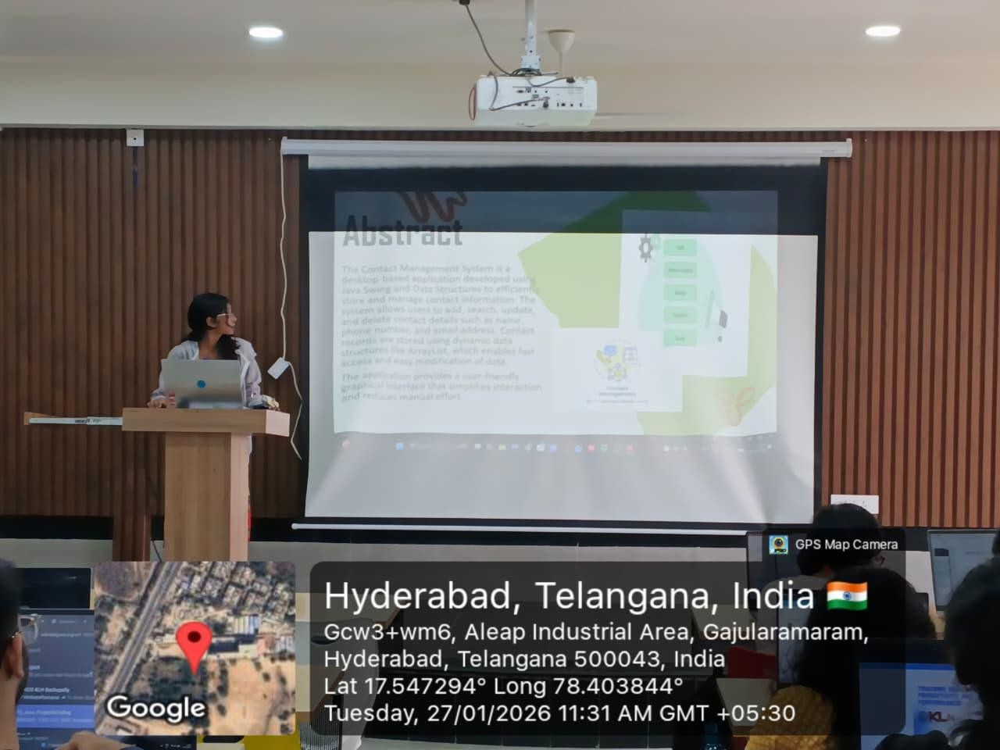 Abstract
The Contact Management System is a
desktop-based application developed using
Java Swing and Data Structures to efficiently
store and manage contact information. The
system allows users to add, search, update,
and delete contact details such as name,
phone number, and email address. Contact
records are stored using dynamic data
structures like ArrayList, which enables fast
access and easy modification of data.
The application provides a user-friendly
graphical interface that simplifies interaction
and reduces manual effort
Contact
Management
GPS Map Camera
Hyderabad, Telangana, India
Gcw3+wm6, Aleap Industrial Area, Gajularamaram,
Hyderabad, Telangana 500043, India
Lat 17.547294° Long 78.403844°
Tuesday, 27/01/2026 11:31 AM GMT +05:30
Google